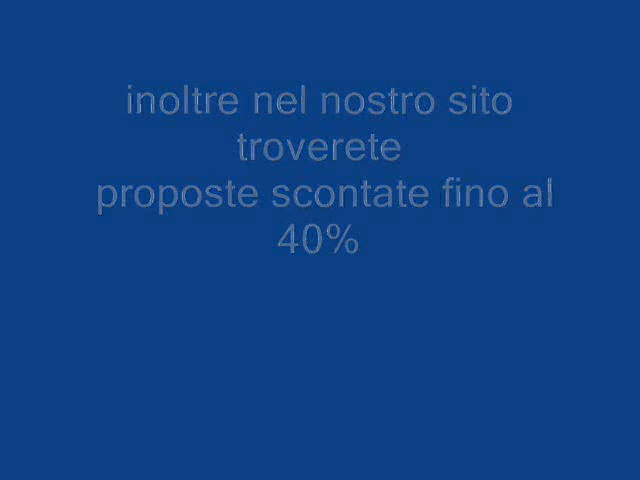 inoltre nel nostro sito
troverete
proposte scontate fino al
40%